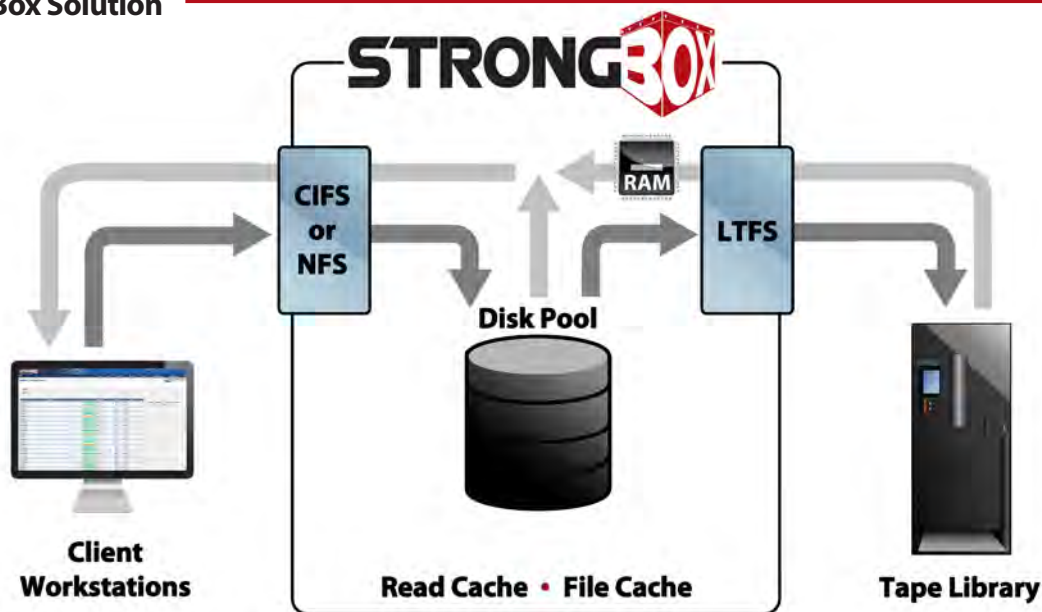 Box Solution
STRONGBOX
RAM
CIFS
or
NFS
LTFS
Disk Pool
Client
Workstations
Read Cache • File Cache
Tape Library